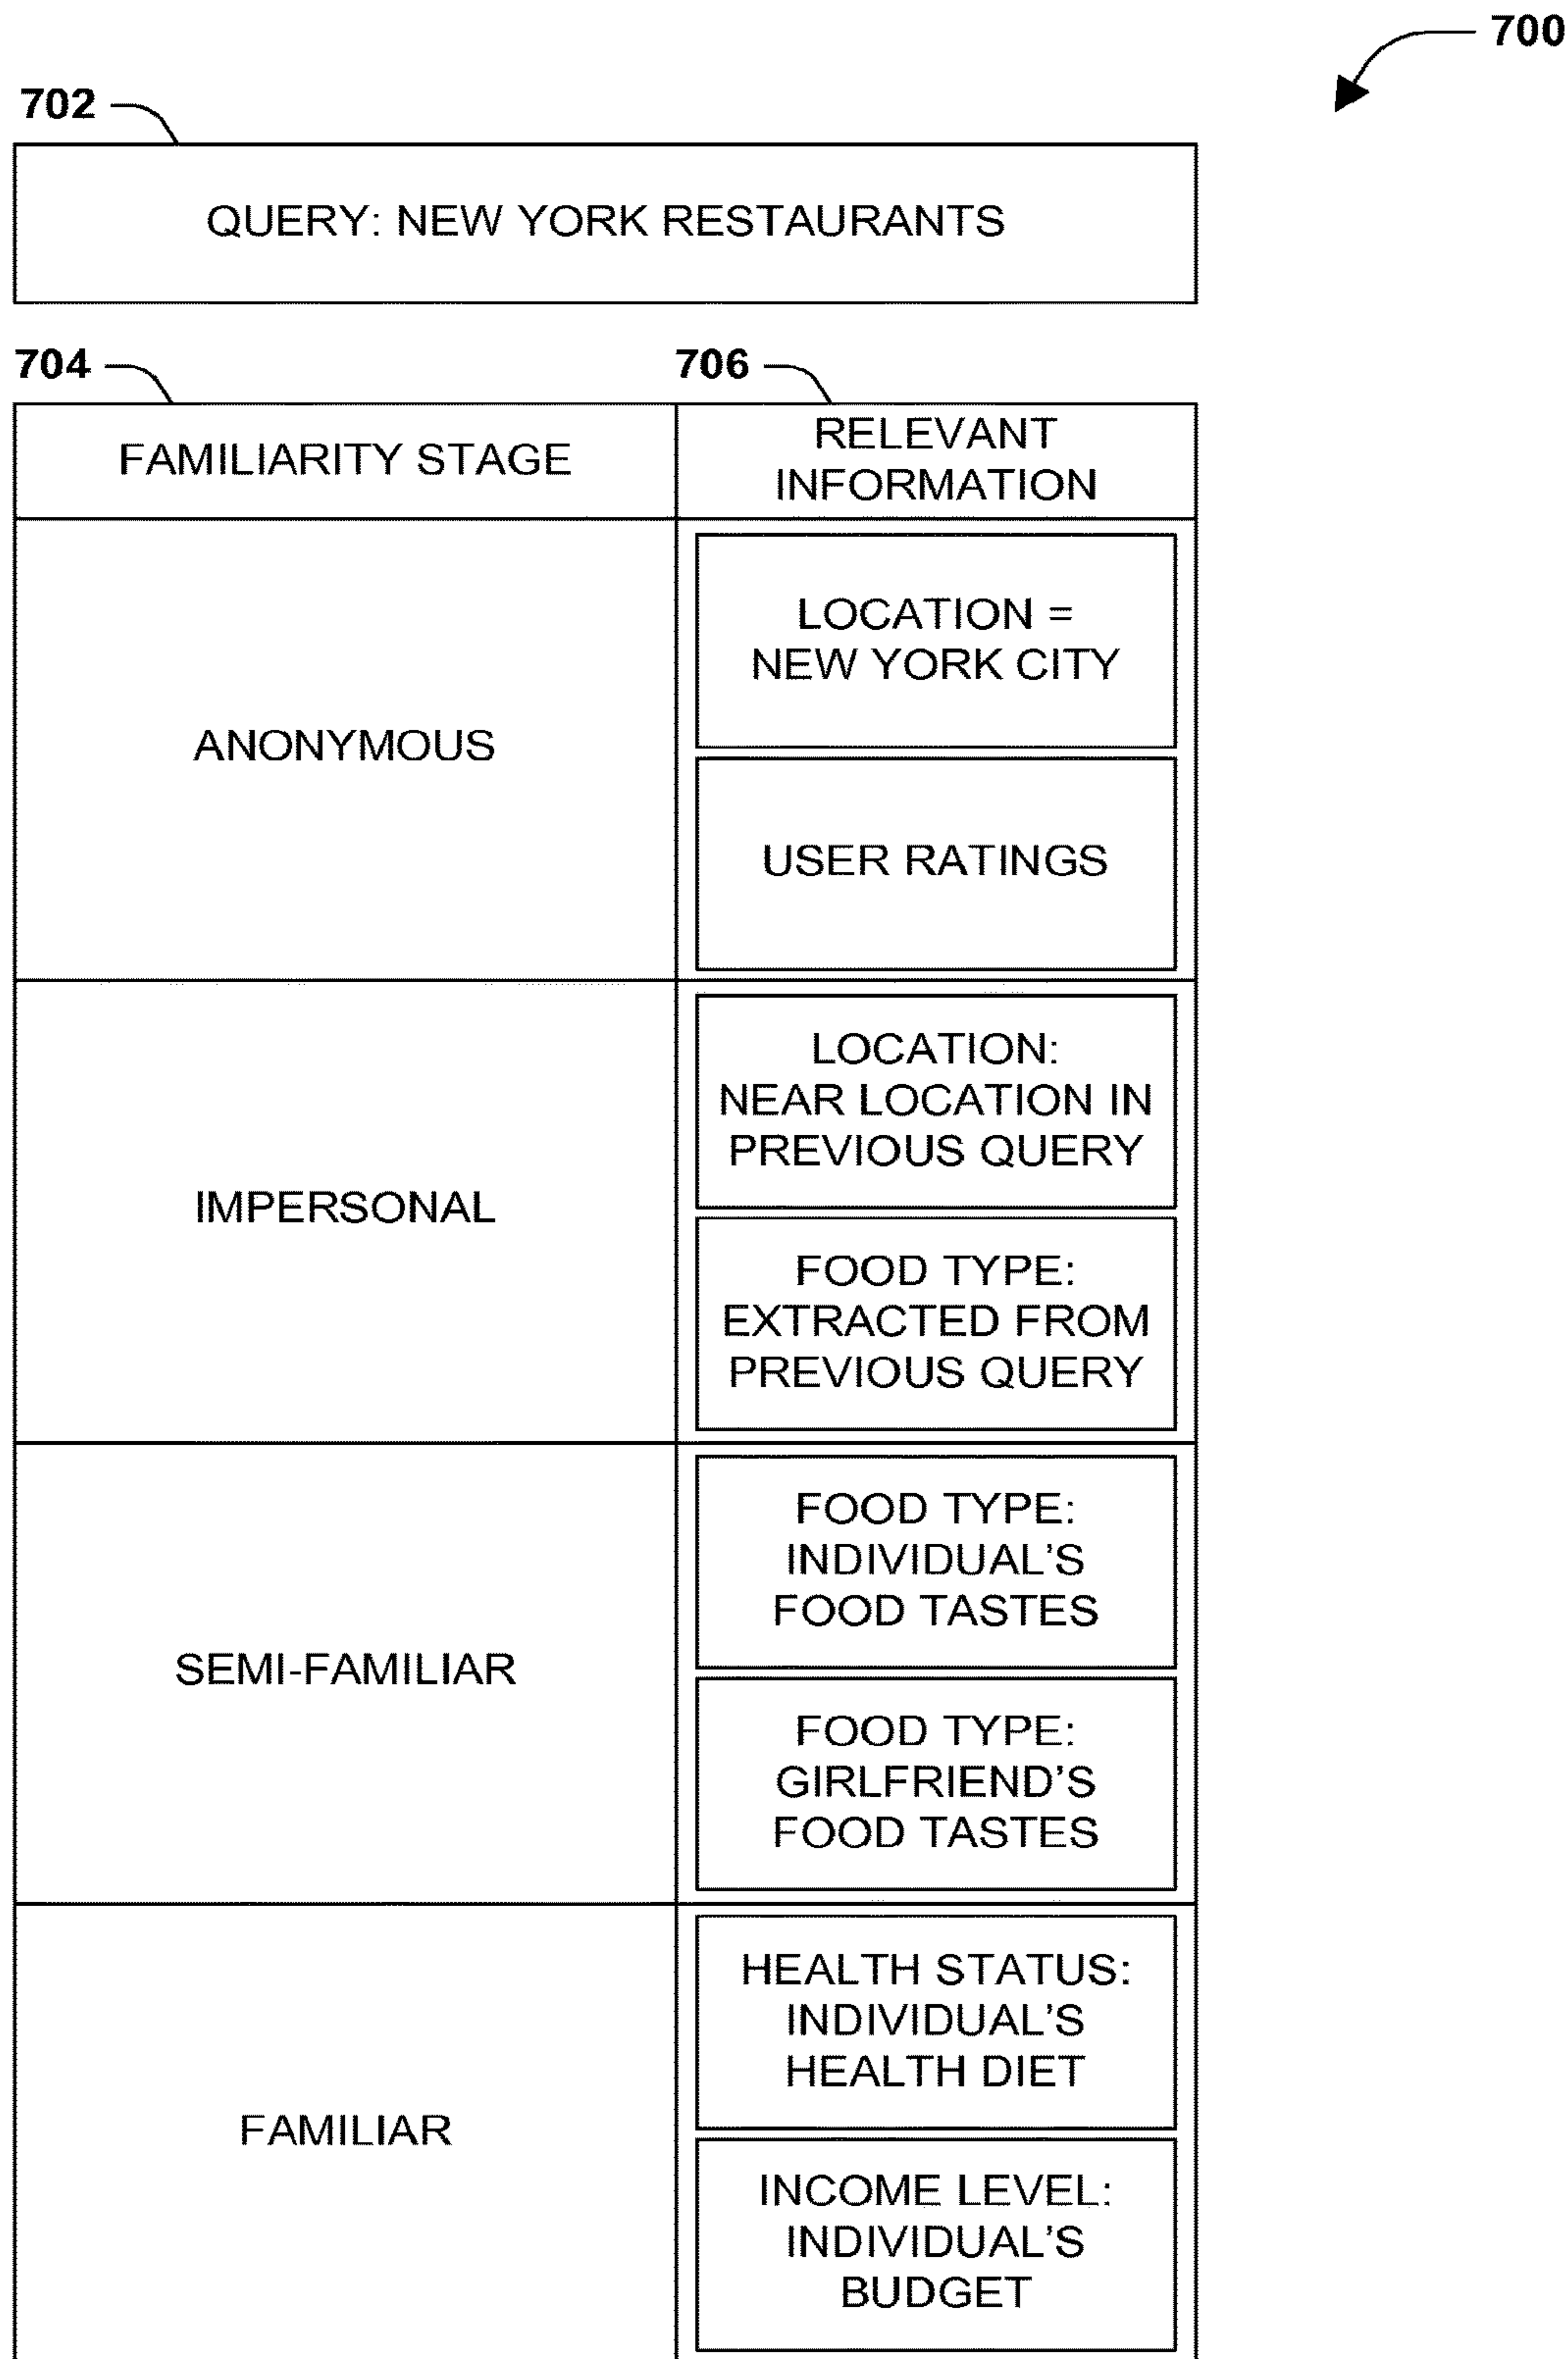 700
702
QUERY: NEW YORK RESTAURANTS
704
706
FAMILIARITY STAGE
RELEVANT
INFORMATION
ANONYMOUS
LOCATION =
NEW YORK CITY
USER RATINGS
IMPERSONAL
LOCATION:
NEAR LOCATION IN
PREVIOUS QUERY
FOOD TYPE:
EXTRACTED FROM
PREVIOUS QUERY
SEMI-FAMILIAR
FOOD TYPE:
INDIVIDUAL'S
FOOD TASTES
FOOD TYPE:
GIRLFRIEND'S
FOOD TASTES
FAMILIAR
HEALTH STATUS:
INDIVIDUAL'S
HEALTH DIET
INCOME LEVEL:
INDIVIDUAL'S
BUDGET